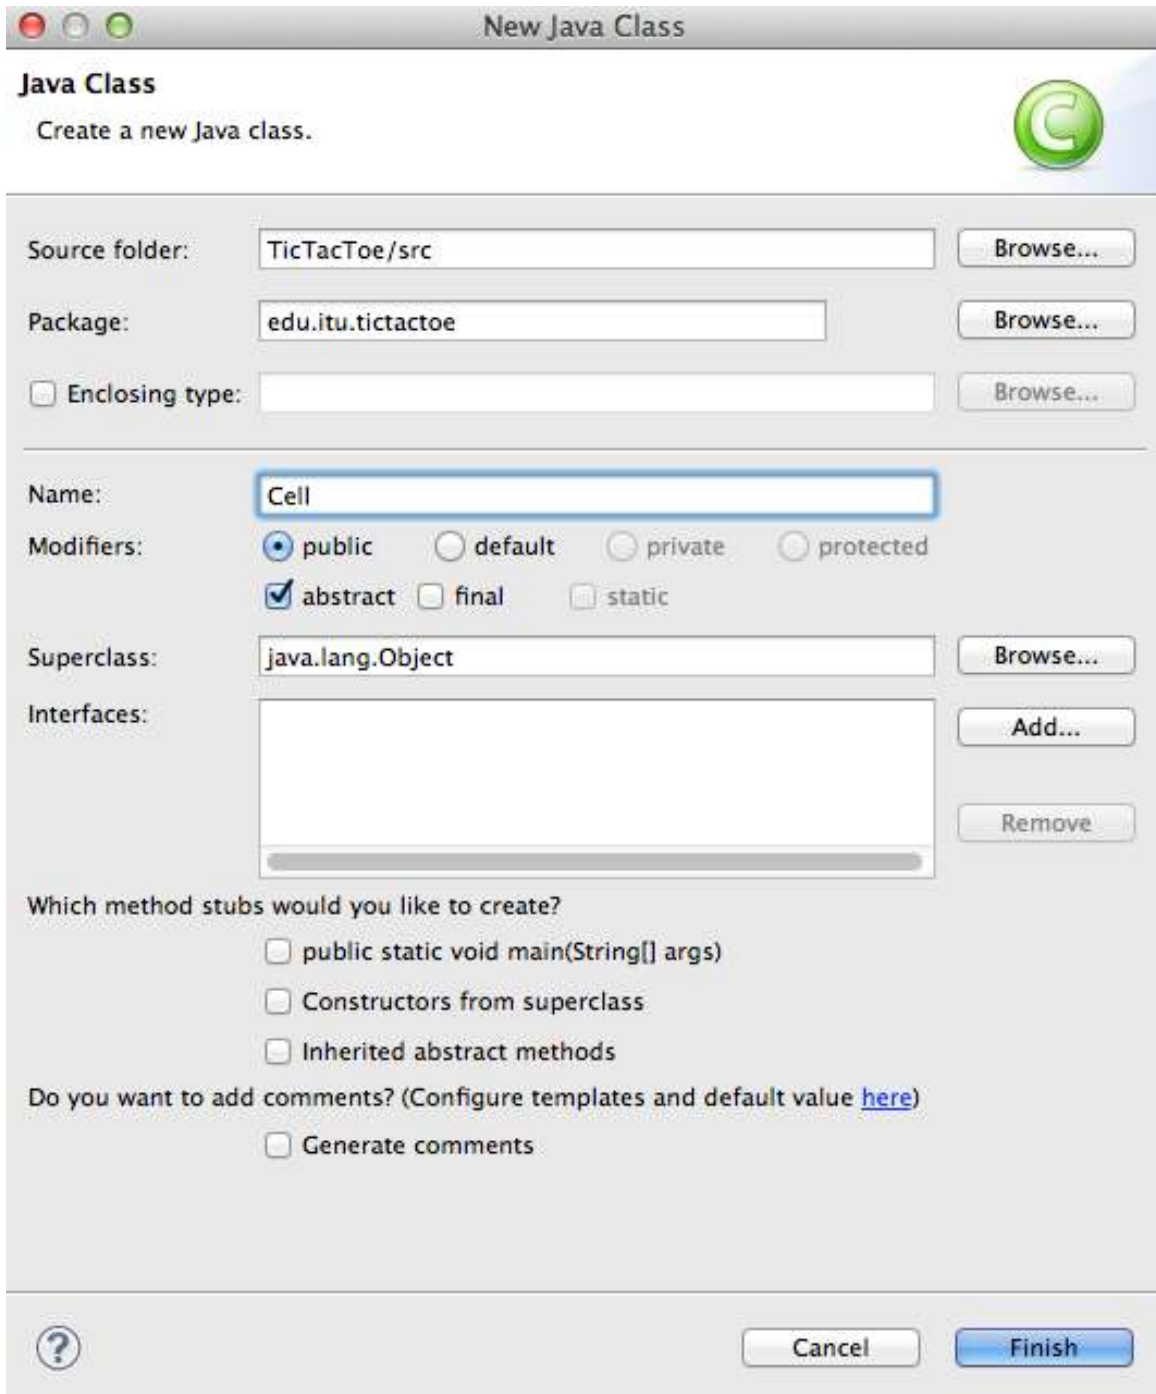 New Java Class
Java Class
Create a new Java class.
C
Source folder: TicTacToe/src Browse...
Package: edu.itu.tictactoe Browse...
Enclosing type: Browse...
Name: Cell
Modifiers: public default private protected
abstract final static
Superclass: java.lang.Object Browse...
Interfaces: Add...
Remove
Which method stubs would you like to create?
public static void main(String[] args)
Constructors from superclass
Inherited abstract methods
Do you want to add comments? (Configure templates and default value here)
Generate comments
? Cancel Finish